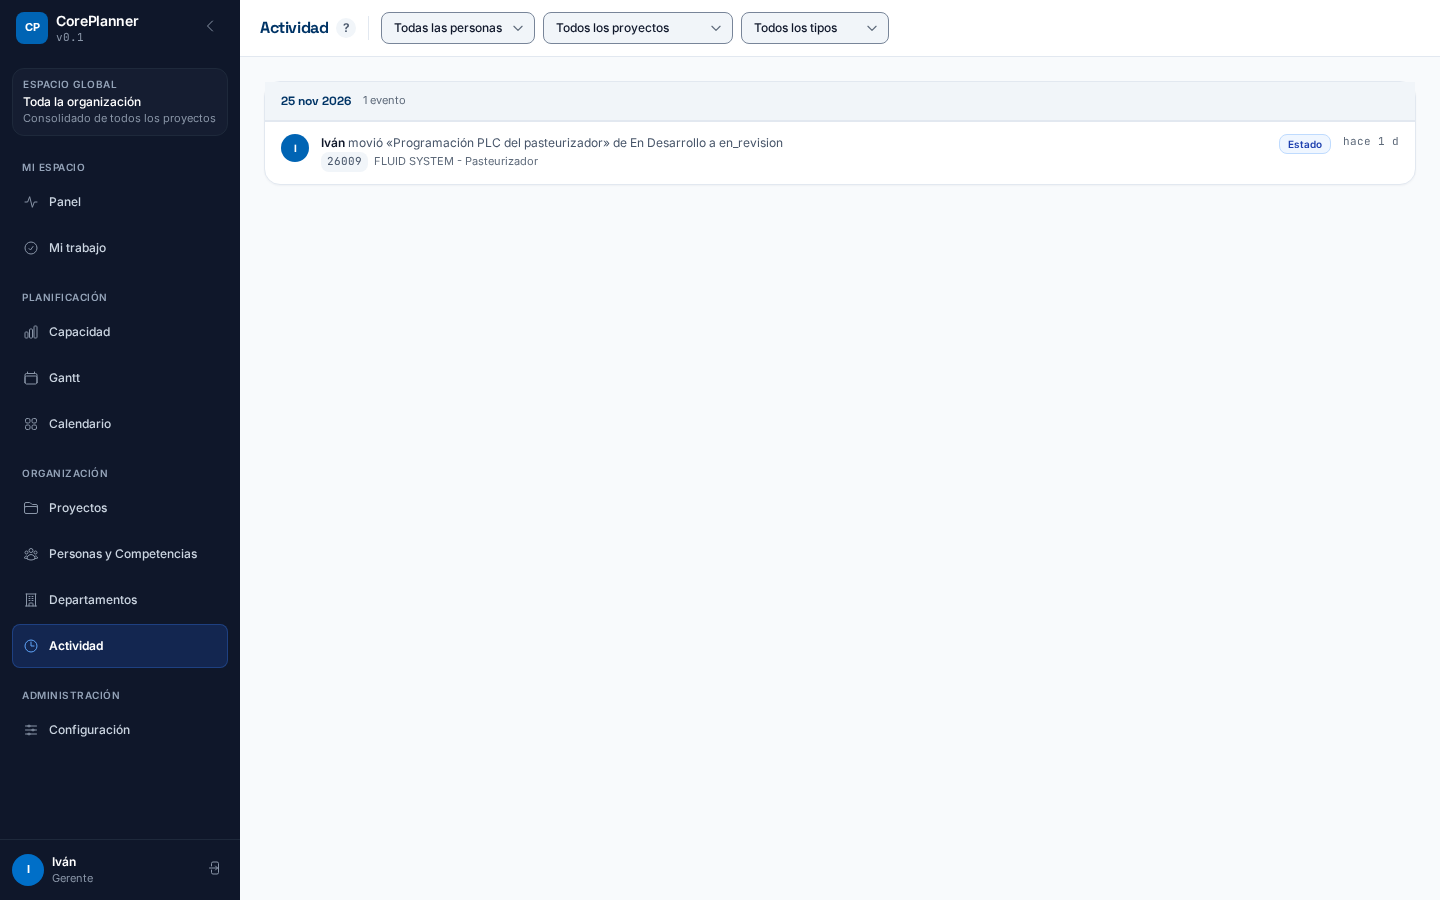 CP
CorePlanner
v0.1
ESPACIO GLOBAL
Toda la organización
Consolidado de todos los proyectos
MI ESPACIO
Panel
Mi trabajo
PLANIFICACIÓN
Capacidad
Gantt
Calendario
ORGANIZACIÓN
Proyectos
Personas y Competencias
Departamentos
Actividad
ADMINISTRACIÓN
Configuración
I
Iván
Gerente
Actividad ? Todas las personas Todos los proyectos Todos los tipos
25 nov 2026 1 evento
I
Iván movió «Programación PLC del pasteurizador» de En Desarrollo a en_revision
26009 FLUID SYSTEM - Pasteurizador
Estado hace 1 d